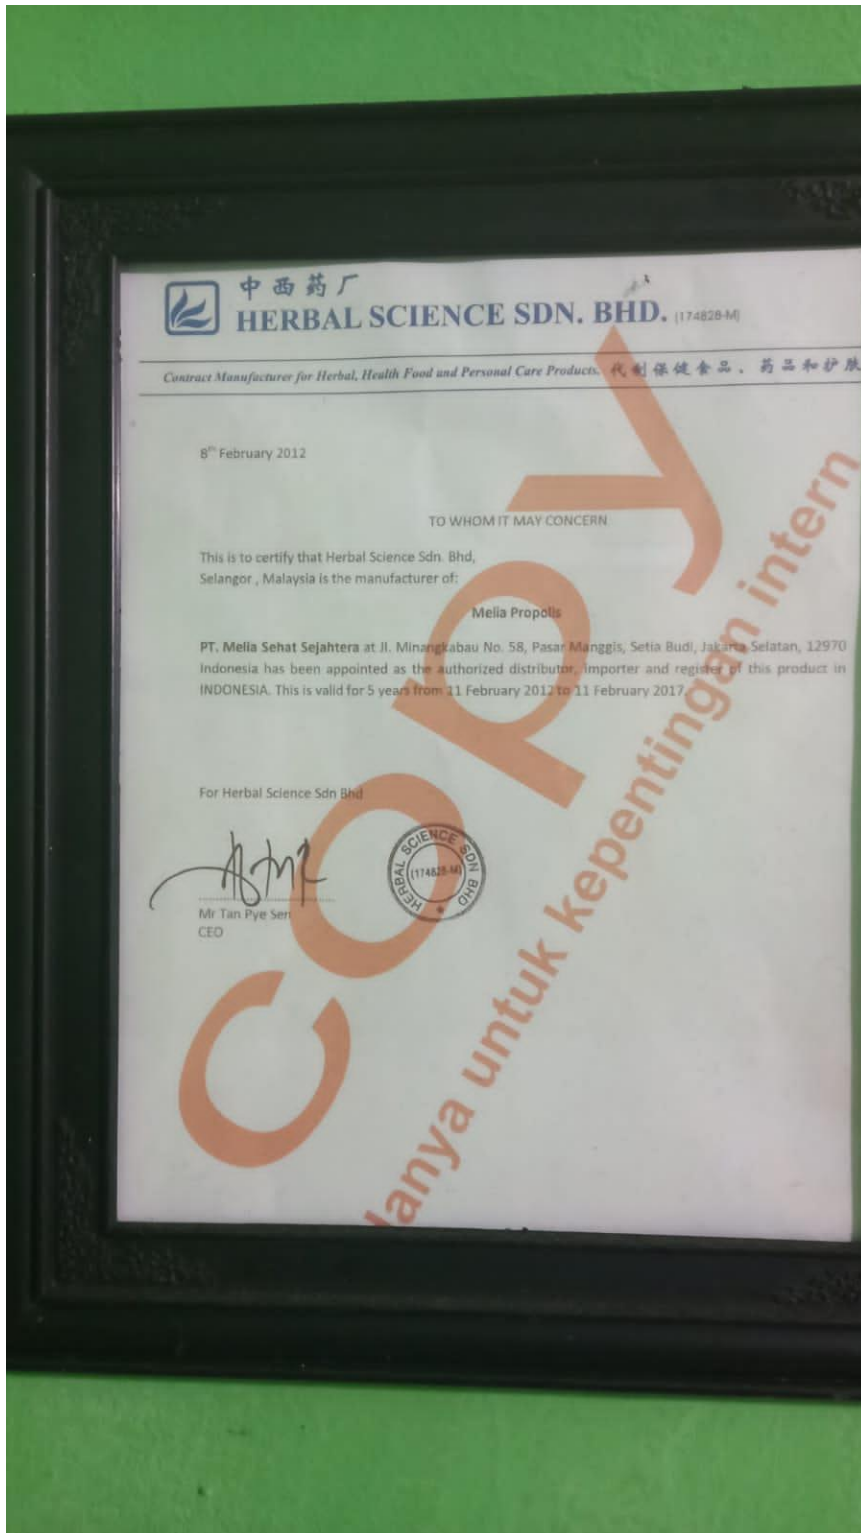 中西药厂
HERBAL SCIENCE SDN. BHD. (174828-M)
Contract Manufacturer for Herbal, Health Food and Personal Care Products. 代制保健食品、药品和护肤
8th February 2012
TO WHOM IT MAY CONCERN
This is to certify that Herbal Science Sdn. Bhd,
Selangor , Malaysia is the manufacturer of:
Melia Propolis
PT. Melia Sehat Sejahtera at Jl. Minangkabau No. 58, Pasar Manggis, Setia Budi, Jakarta Selatan, 12970
Indonesia has been appointed as the authorized distributor, importer and register of this product in
INDONESIA. This is valid for 5 years from 11 February 2012 to 11 February 2017.
For Herbal Science Sdn Bhd
HERBAL SCIENCE SDN BHD
(174828-M)
Mr Tan Pye Sen
CEO
copy
Hanya untuk kepentingan intern